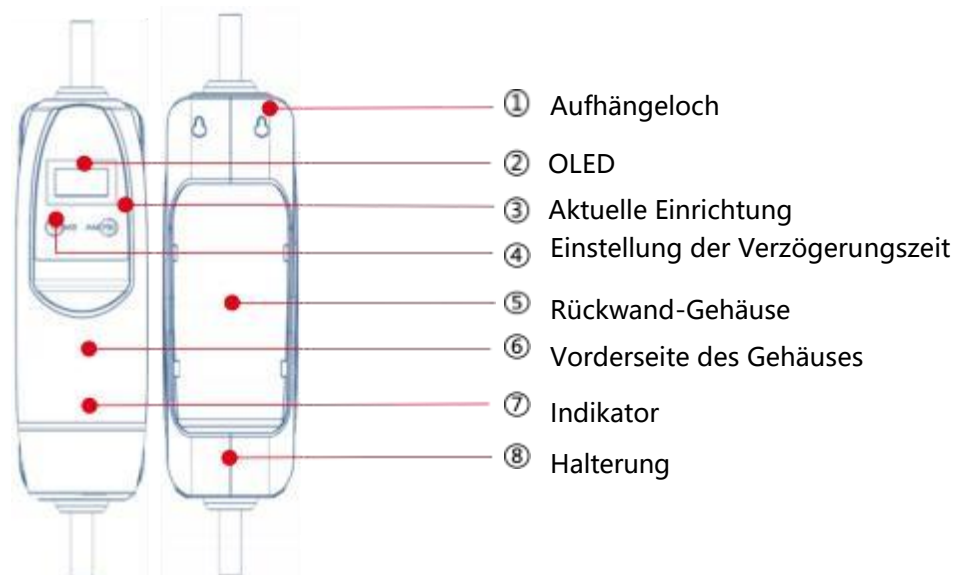 ① Aufhängeloch
② OLED
③ Aktuelle Einrichtung
④ Einstellung der Verzögerungszeit
⑤ Rückwand-Gehäuse
⑥ Vorderseite des Gehäuses
⑦ Indikator
⑧ Halterung